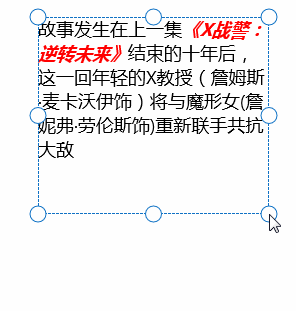 故事发生在上一集《X战警：
逆转未来》结束的十年后，
这一回年轻的X教授（詹姆斯
·麦卡沃伊饰）将与魔形女(詹
妮弗·劳伦斯饰)重新联手共抗
大敌